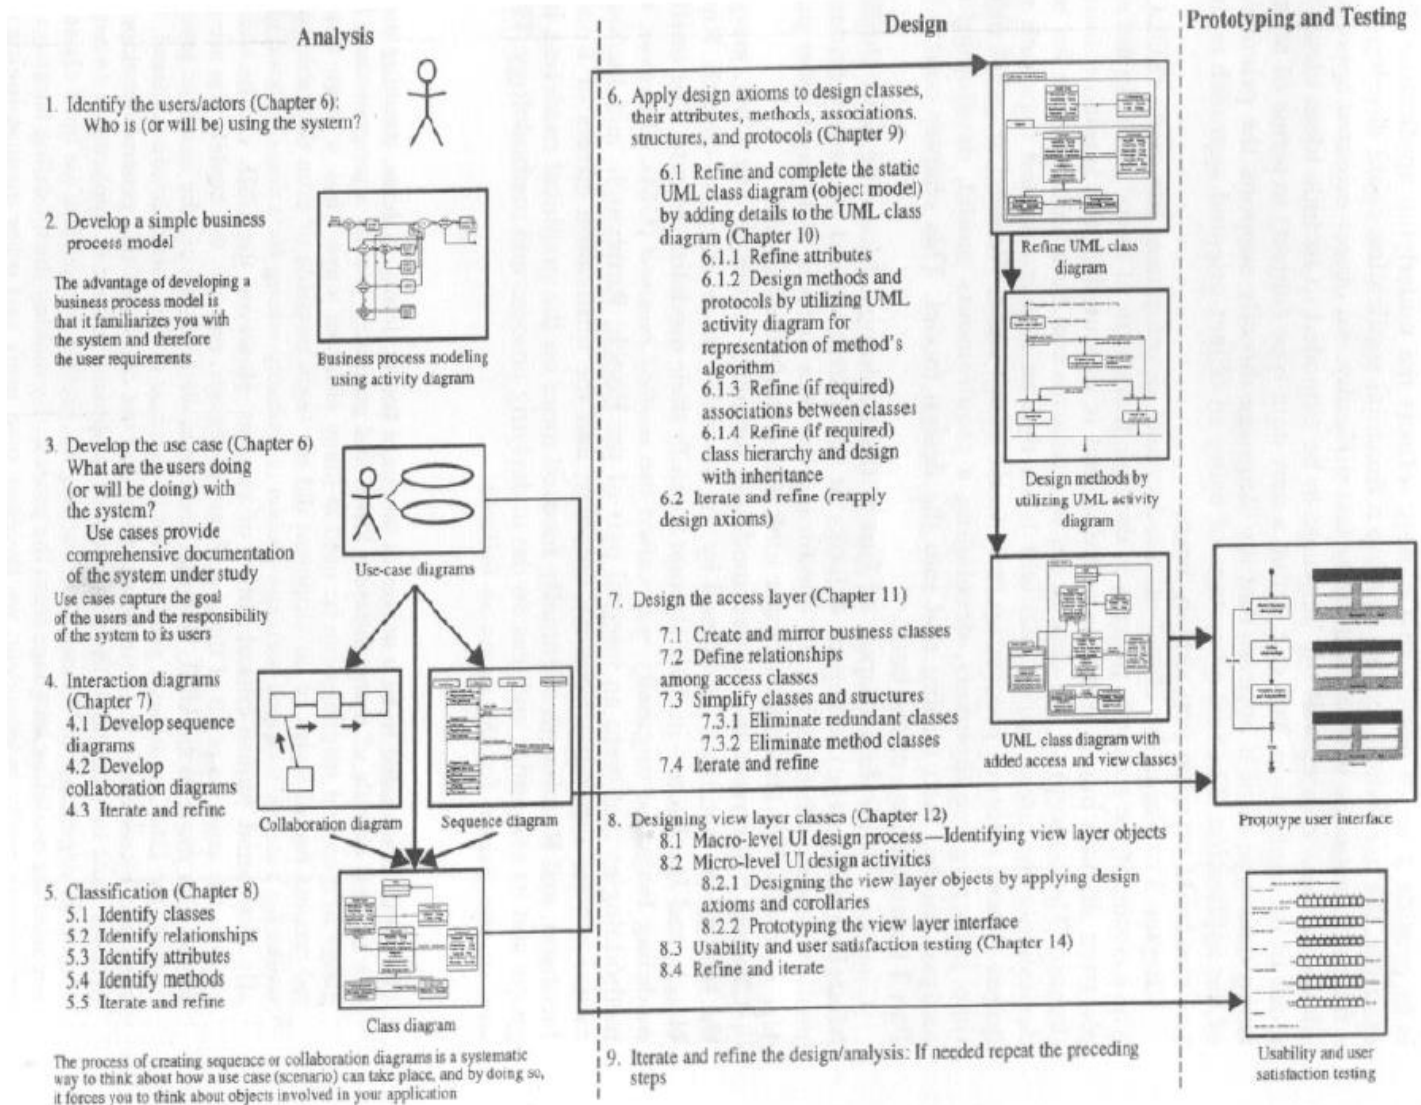 Analysis
1. Identify the users/actors (Chapter 6):
Who is (or will be) using the system?
2. Develop a simple business
process model
The advantage of developing a
business process model is
that it familiarizes you with
the system and therefore
the user requirements
Business process modeling
using activity diagram
3. Develop the use case (Chapter 6)
What are the users doing
(or will be doing) with
the system?
Use cases provide
comprehensive documentation
of the system under study
Use cases capture the goal
of the users and the responsibility
of the system to its users
Use-case diagrams
4. Interaction diagrams
(Chapter 7)
4.1 Develop sequence
diagrams
4.2 Develop
collaboration diagrams
4.3 Iterate and refine
Collaboration diagram
Sequence diagram
5. Classification (Chapter 8)
5.1 Identify classes
5.2 Identify relationships
5.3 Identify attributes
5.4 Identify methods
5.5 Iterate and refine
Class diagram
The process of creating sequence or collaboration diagrams is a systematic
way to think about how a use case (scenario) can take place, and by doing so,
it forces you to think about objects involved in your application
Design
6. Apply design axioms to design classes,
their attributes, methods, associations,
structures, and protocols (Chapter 9)
6.1 Refine and complete the static
UML class diagram (object model)
by adding details to the UML class
diagram (Chapter 10)
6.1.1 Refine attributes
6.1.2 Design methods and
protocols by utilizing UML
activity diagram for
representation of method's
algorithm
6.1.3 Refine (if required)
associations between classes
6.1.4 Refine (if required)
class hierarchy and design
with inheritance
6.2 Iterate and refine (reapply
design axioms)
Refine UML class
diagram
Design methods by
utilizing UML activity
diagram
7. Design the access layer (Chapter 11)
7.1 Create and mirror business classes
7.2 Define relationships
among access classes
7.3 Simplify classes and structures
7.3.1 Eliminate redundant classes
7.3.2 Eliminate method classes
7.4 Iterate and refine
UML class diagram with
added access and view classes
8. Designing view layer classes (Chapter 12)
8.1 Macro-level UI design process—Identifying view layer objects
8.2 Micro-level UI design activities
8.2.1 Designing the view layer objects by applying design
axioms and corollaries
8.2.2 Prototyping the view layer interface
8.3 Usability and user satisfaction testing (Chapter 14)
8.4 Refine and iterate
9. Iterate and refine the design/analysis: If needed repeat the preceding
steps
Prototyping and Testing
Prototype user interface
Usability and user
satisfaction testing